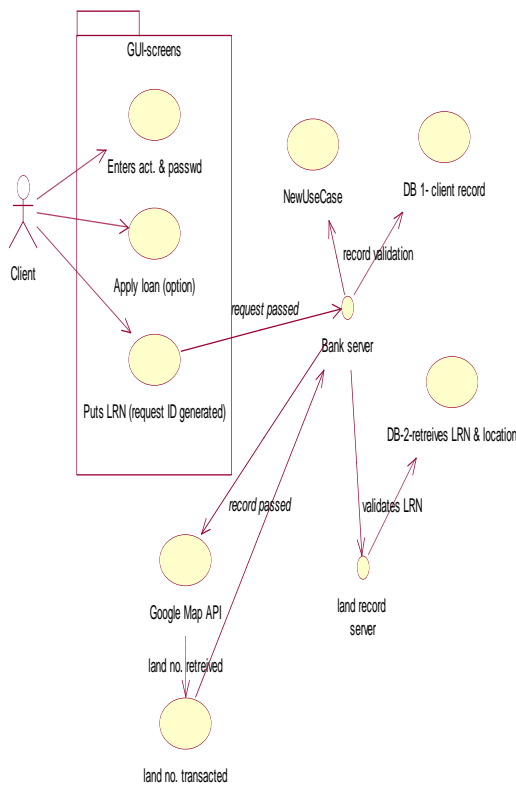 GUI-screens
Enters act. & passwd
NewUseCase
DB 1- client record
Client
Apply loan (option)
record validation
request passed
Bank server
Puts LRN (request ID generated)
DB-2-retreives LRN & location
record passed
validates LRN
Google Map API
land record
server
land no. retreived
land no. transacted